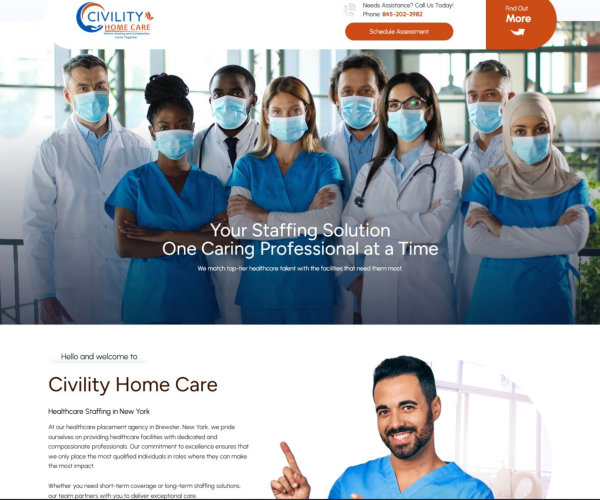 CIVILITY
HOME CARE
Where Healing and Compassion
Come Together
Needs Assistance? Call Us Today!
Phone: 845-202-3982
Schedule Assessment
Find Out
More
Your Staffing Solution
One Caring Professional at a Time
We match top-tier healthcare talent with the facilities that need them most.
Hello and welcome to
Civility Home Care
Healthcare Staffing in New York
At our healthcare placement agency in Brewster, New York, we pride
ourselves on providing healthcare facilities with dedicated and
compassionate professionals. Our commitment to excellence ensures that
we only place the most qualified individuals in roles where they can make
the most impact.
Whether you need short-term coverage or long-term staffing solutions,
our team partners with you to deliver exceptional care.